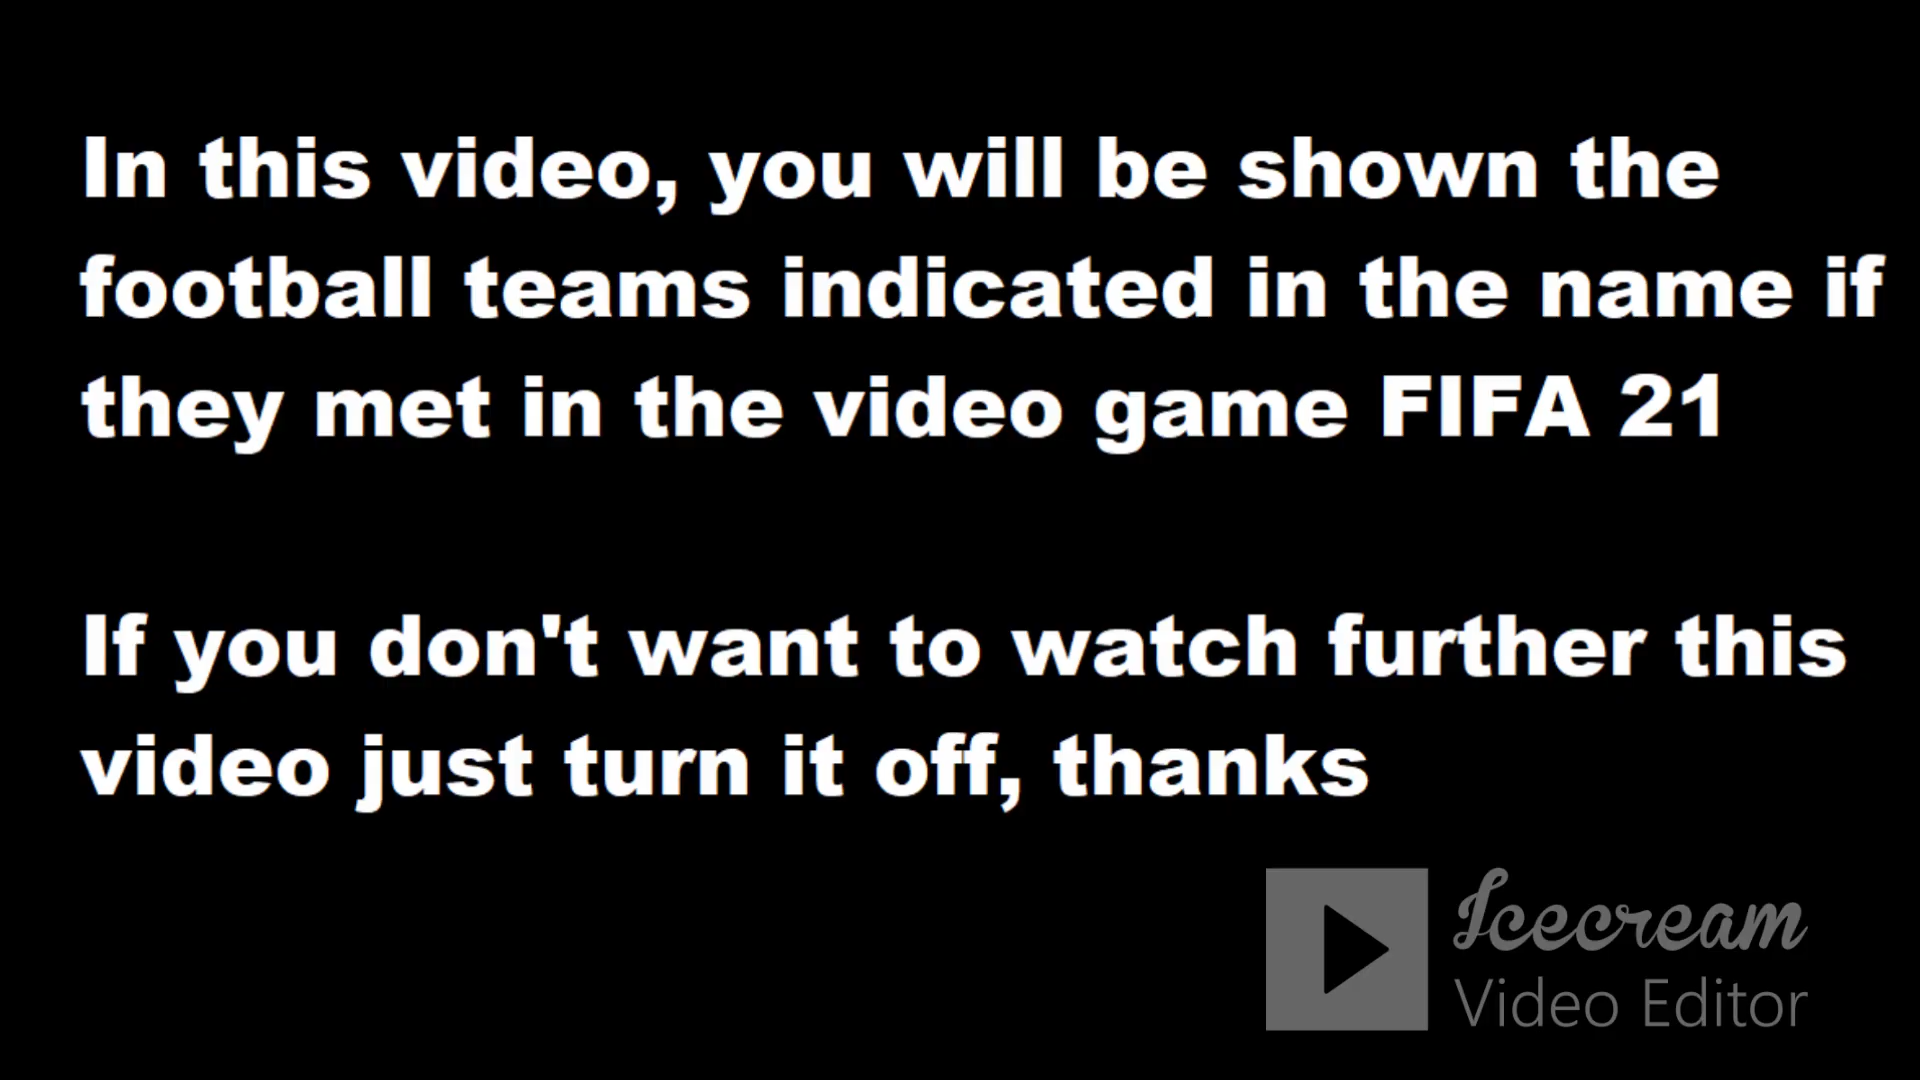 In this video, you will be shown the
football teams indicated in the name if
they met in the video game FIFA 21
If you don't want to watch further this
video just turn it off, thanks
Icecream
Video Editor